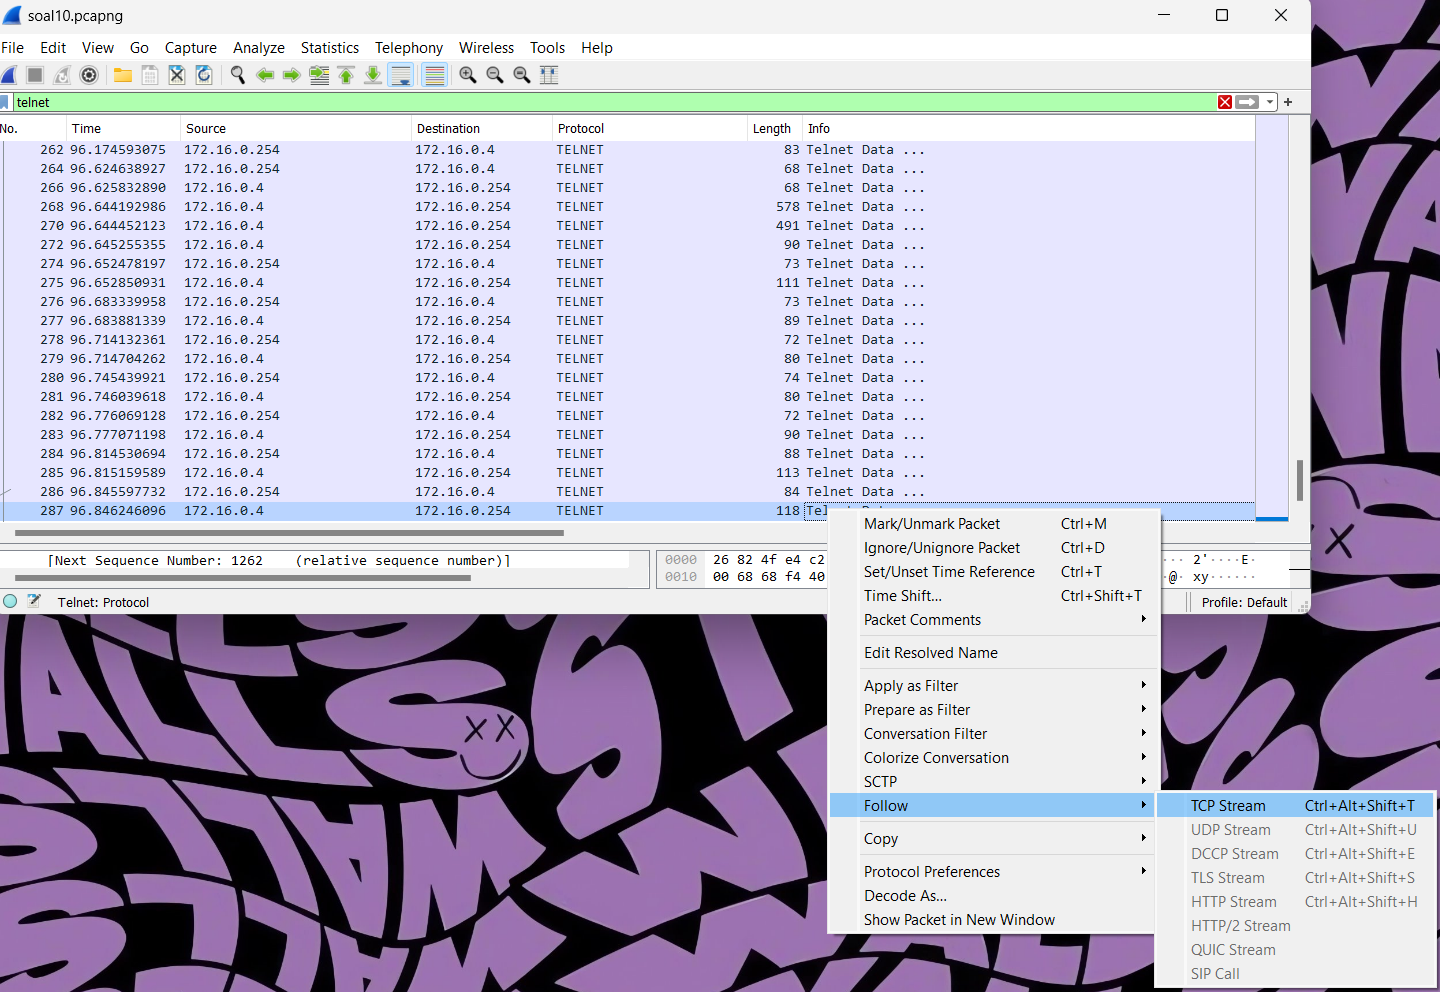 soal10.pcapng
File Edit View Go Capture Analyze Statistics Telephony Wireless Tools Help
telnet
No. Time Source Destination Protocol Length Info
262 96.174593075 172.16.0.254 172.16.0.4 TELNET 83 Telnet Data ...
264 96.624638927 172.16.0.254 172.16.0.4 TELNET 68 Telnet Data ...
266 96.625832890 172.16.0.4 172.16.0.254 TELNET 68 Telnet Data ...
268 96.644192986 172.16.0.4 172.16.0.254 TELNET 578 Telnet Data ...
270 96.644452123 172.16.0.4 172.16.0.254 TELNET 491 Telnet Data ...
272 96.645255355 172.16.0.4 172.16.0.254 TELNET 90 Telnet Data ...
274 96.652478197 172.16.0.254 172.16.0.4 TELNET 73 Telnet Data ...
275 96.652850931 172.16.0.4 172.16.0.254 TELNET 111 Telnet Data ...
276 96.683339958 172.16.0.254 172.16.0.4 TELNET 73 Telnet Data ...
277 96.683881339 172.16.0.4 172.16.0.254 TELNET 89 Telnet Data ...
278 96.714132361 172.16.0.254 172.16.0.4 TELNET 72 Telnet Data ...
279 96.714704262 172.16.0.4 172.16.0.254 TELNET 80 Telnet Data ...
280 96.745439921 172.16.0.254 172.16.0.4 TELNET 74 Telnet Data ...
281 96.746039618 172.16.0.4 172.16.0.254 TELNET 80 Telnet Data ...
282 96.776069128 172.16.0.254 172.16.0.4 TELNET 72 Telnet Data ...
283 96.777071198 172.16.0.4 172.16.0.254 TELNET 90 Telnet Data ...
284 96.814530694 172.16.0.254 172.16.0.4 TELNET 88 Telnet Data ...
285 96.815159589 172.16.0.4 172.16.0.254 TELNET 113 Telnet Data ...
286 96.845597732 172.16.0.254 172.16.0.4 TELNET 84 Telnet Data ...
287 96.846246096 172.16.0.4 172.16.0.254 TELNET 118
[Next Sequence Number: 1262 (relative sequence number)]
0000 26 82 4f e4 c2 ··· 2'····E·
0010 00 68 68 f4 40 ·@· xy······
Telnet: Protocol
Profile: Default
Mark/Unmark Packet Ctrl+M
Ignore/Unignore Packet Ctrl+D
Set/Unset Time Reference Ctrl+T
Time Shift... Ctrl+Shift+T
Packet Comments
Edit Resolved Name
Apply as Filter
Prepare as Filter
Conversation Filter
Colorize Conversation
SCTP
Follow
Copy
Protocol Preferences
Decode As...
Show Packet in New Window
TCP Stream Ctrl+Alt+Shift+T
UDP Stream Ctrl+Alt+Shift+U
DCCP Stream Ctrl+Alt+Shift+E
TLS Stream Ctrl+Alt+Shift+S
HTTP Stream Ctrl+Alt+Shift+H
HTTP/2 Stream
QUIC Stream
SIP Call